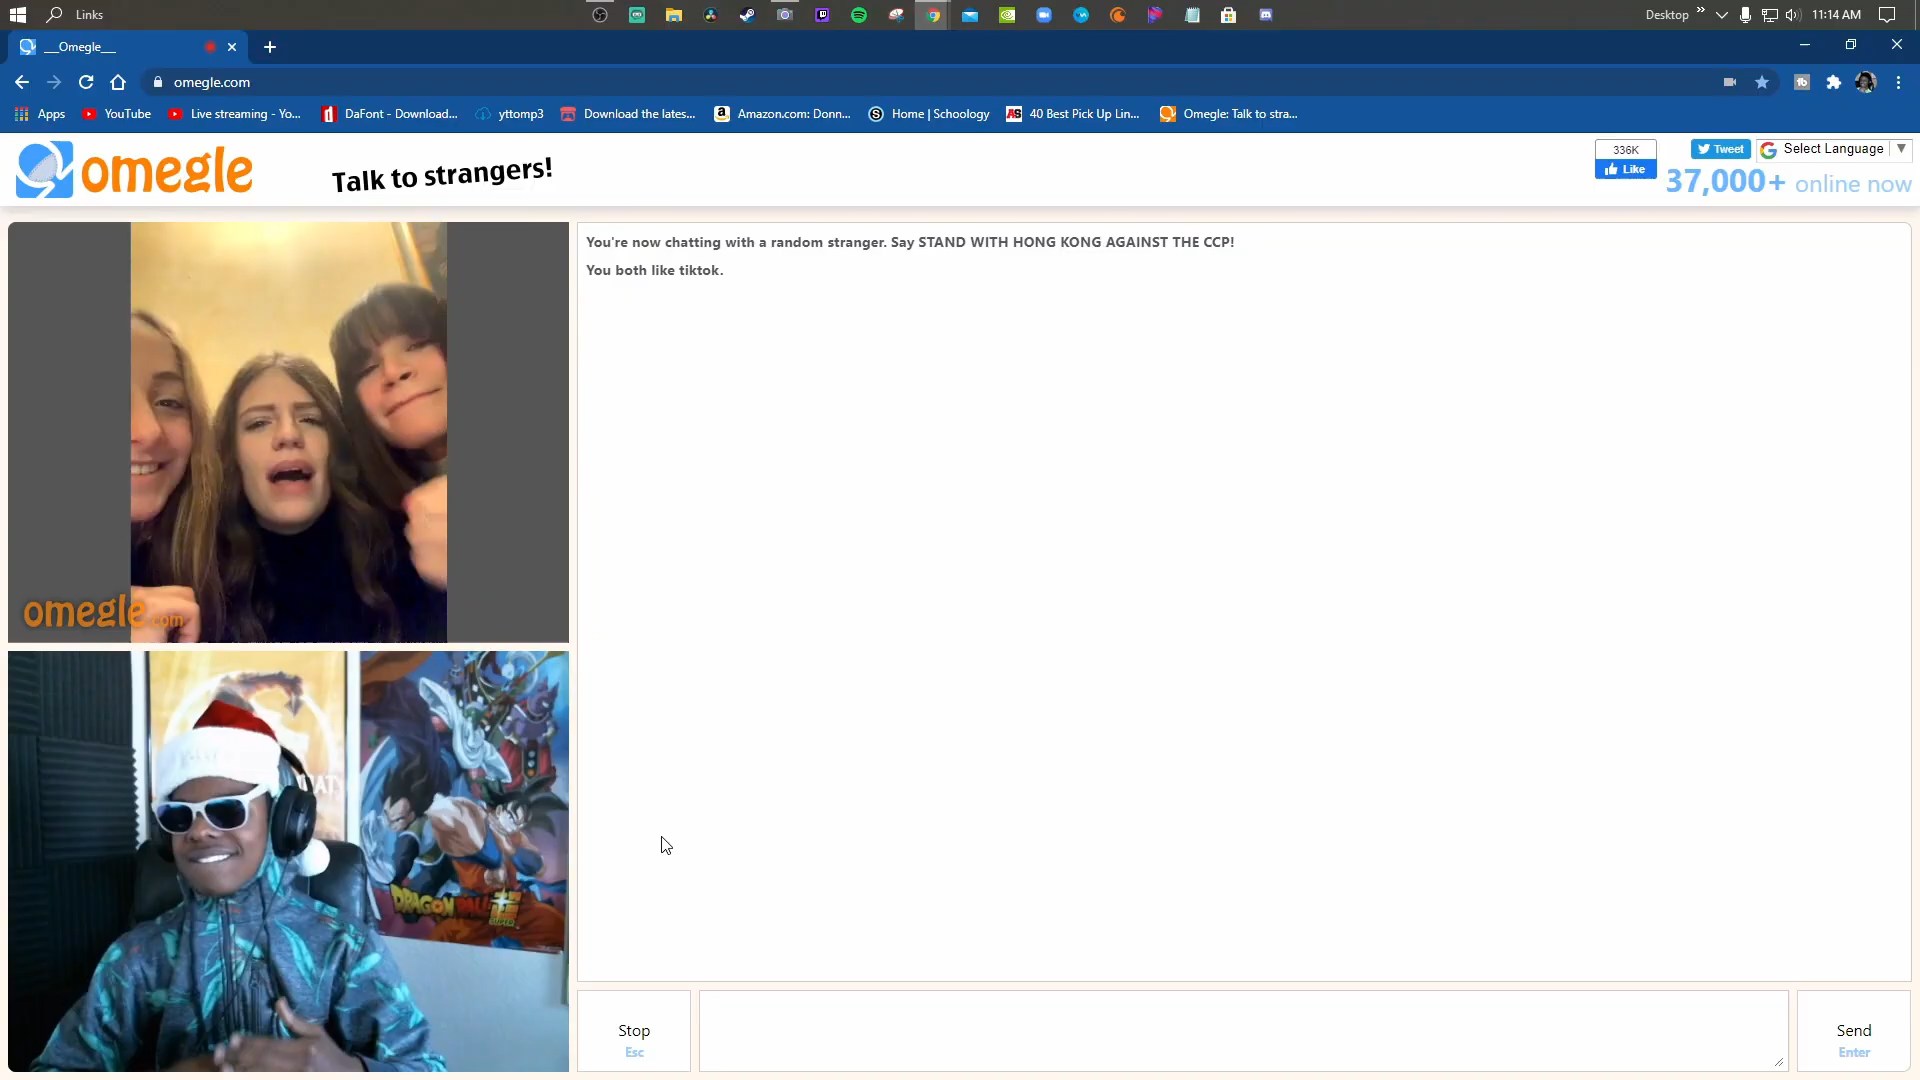 Links
Desktop
11:14 AM
__Omegle__
omegle.com
Apps
YouTube
Live streaming - Yo...
DaFont - Download...
yttomp3
Download the lates...
Amazon.com: Donn...
Home | Schoology
40 Best Pick Up Lin...
Omegle: Talk to stra...
omegle
Talk to strangers!
336K
Like
Tweet
Select Language
37,000+ online now
You're now chatting with a random stranger. Say STAND WITH HONG KONG AGAINST THE CCP!
You both like tiktok.
omegle.com
DRAGON BALL
SUPER
Stop
Esc
Send
Enter